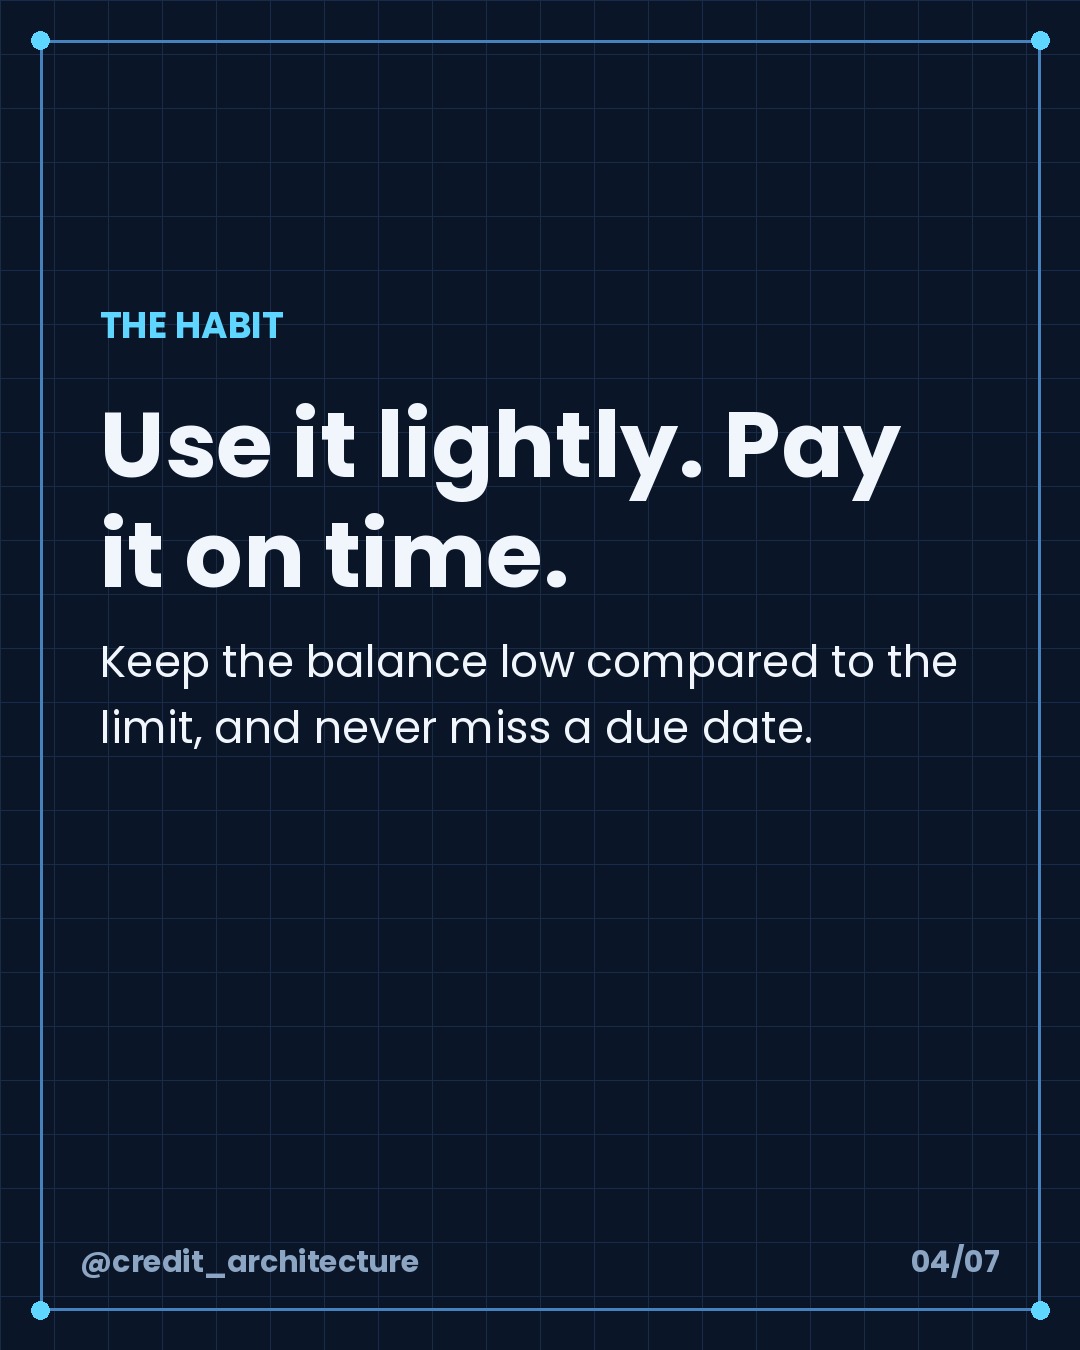 THE HABIT
Use it lightly. Pay
it on time.
Keep the balance low compared to the
limit, and never miss a due date.
@credit_architecture
04/07